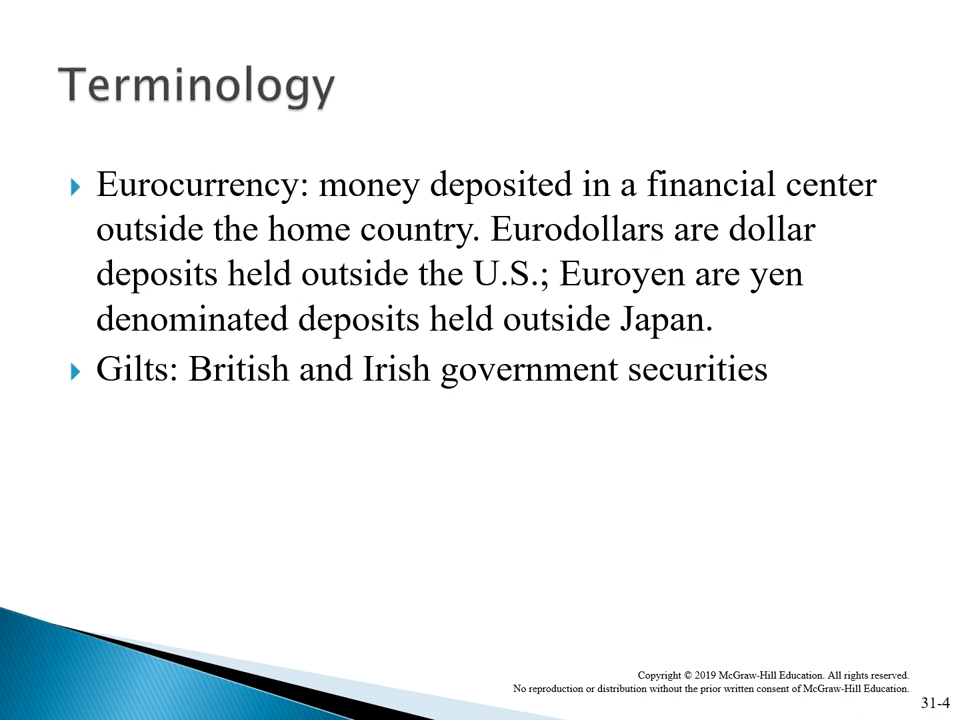 Terminology
Eurocurrency: money deposited in a financial center
outside the home country. Eurodollars are dollar
deposits held outside the U.S.; Euroyen are yen
denominated deposits held outside Japan.
Gilts: British and Irish government securities
Copyright © 2019 McGraw-Hill Education. All rights reserved.
No reproduction or distribution without the prior written consent of McGraw-Hill Education.
31-4